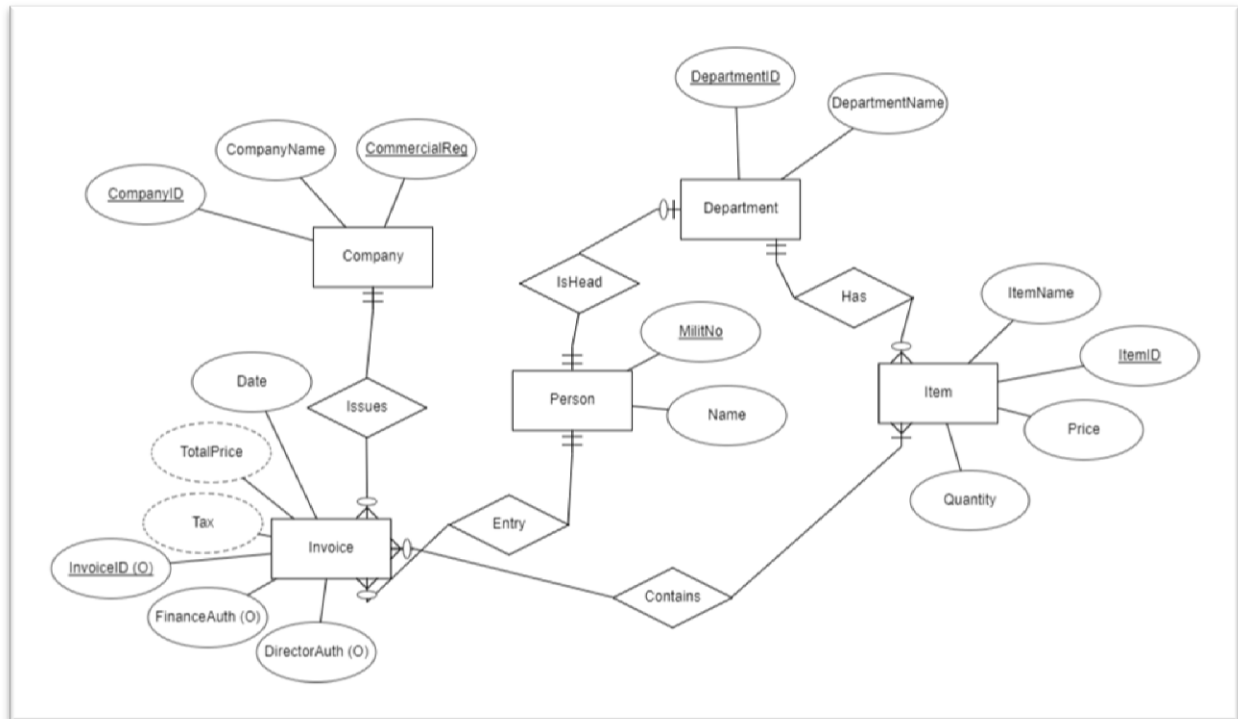 DepartmentID
DepartmentName
CompanyName
CommercialReg
CompanyID
Department
Company
IsHead
Has
ItemName
MilitNo
ItemID
Date
Issues
Person
Item
Name
Price
TotalPrice
Quantity
Tax
Entry
Invoice
InvoiceID (O)
Contains
FinanceAuth (O)
DirectorAuth (O)